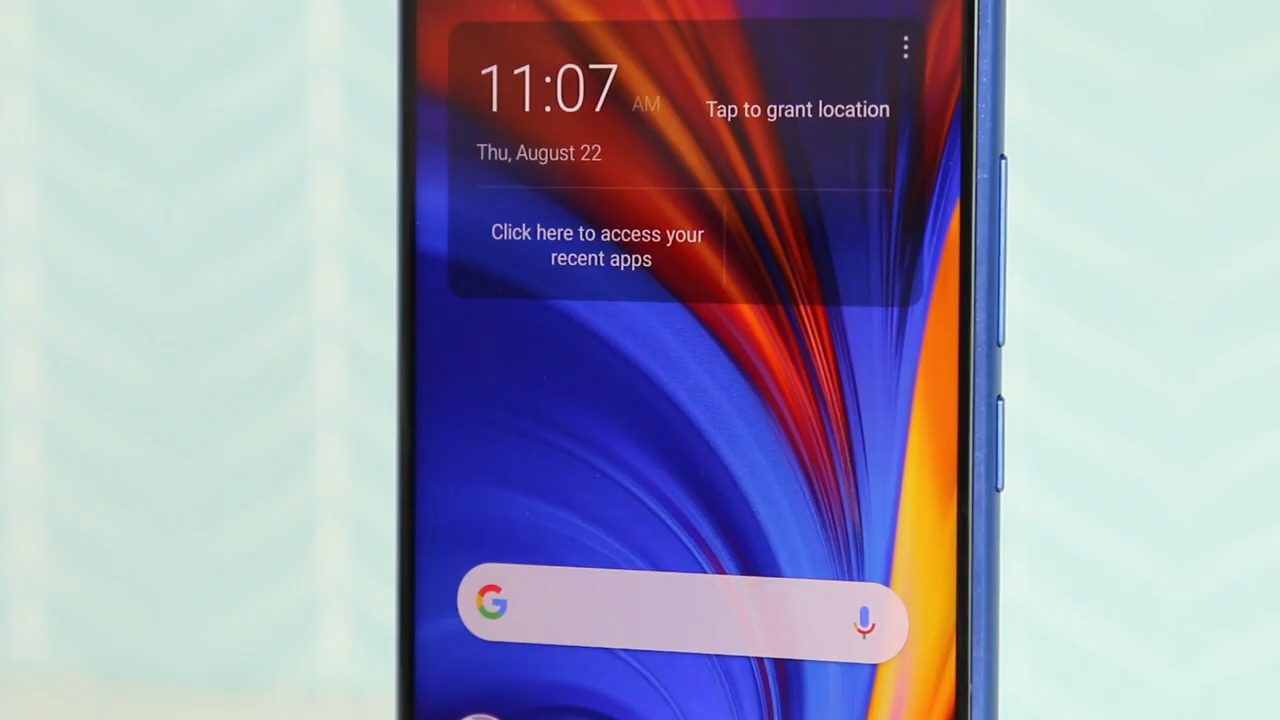 11:07 AM
Tap to grant location
Thu, August 22
Click here to access your
recent apps
G